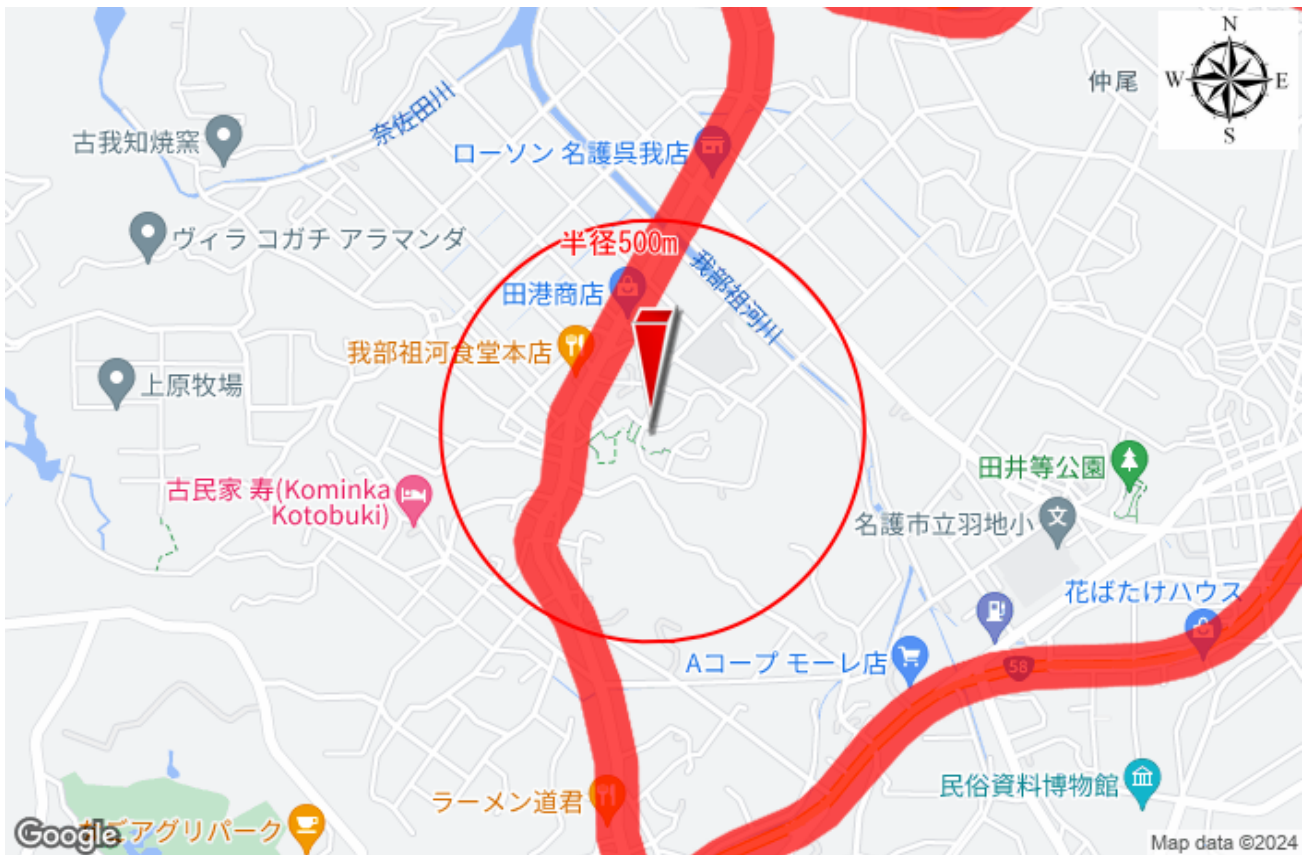 N
W
E
S
仲尾
奈佐田川
古我知焼窯
ローソン 名護呉我店
ヴィラ コガチ アラマンダ
半径500m
我部祖河川
田港商店
我部祖河食堂本店
上原牧場
田井等公園
古民家 寿(Kominka
Kotobuki)
名護市立羽地小
文
花ばたけハウス
Aコープ モーレ店
58
民俗資料博物館
ラーメン道君
アグリパーク
Google
Map data ©2024